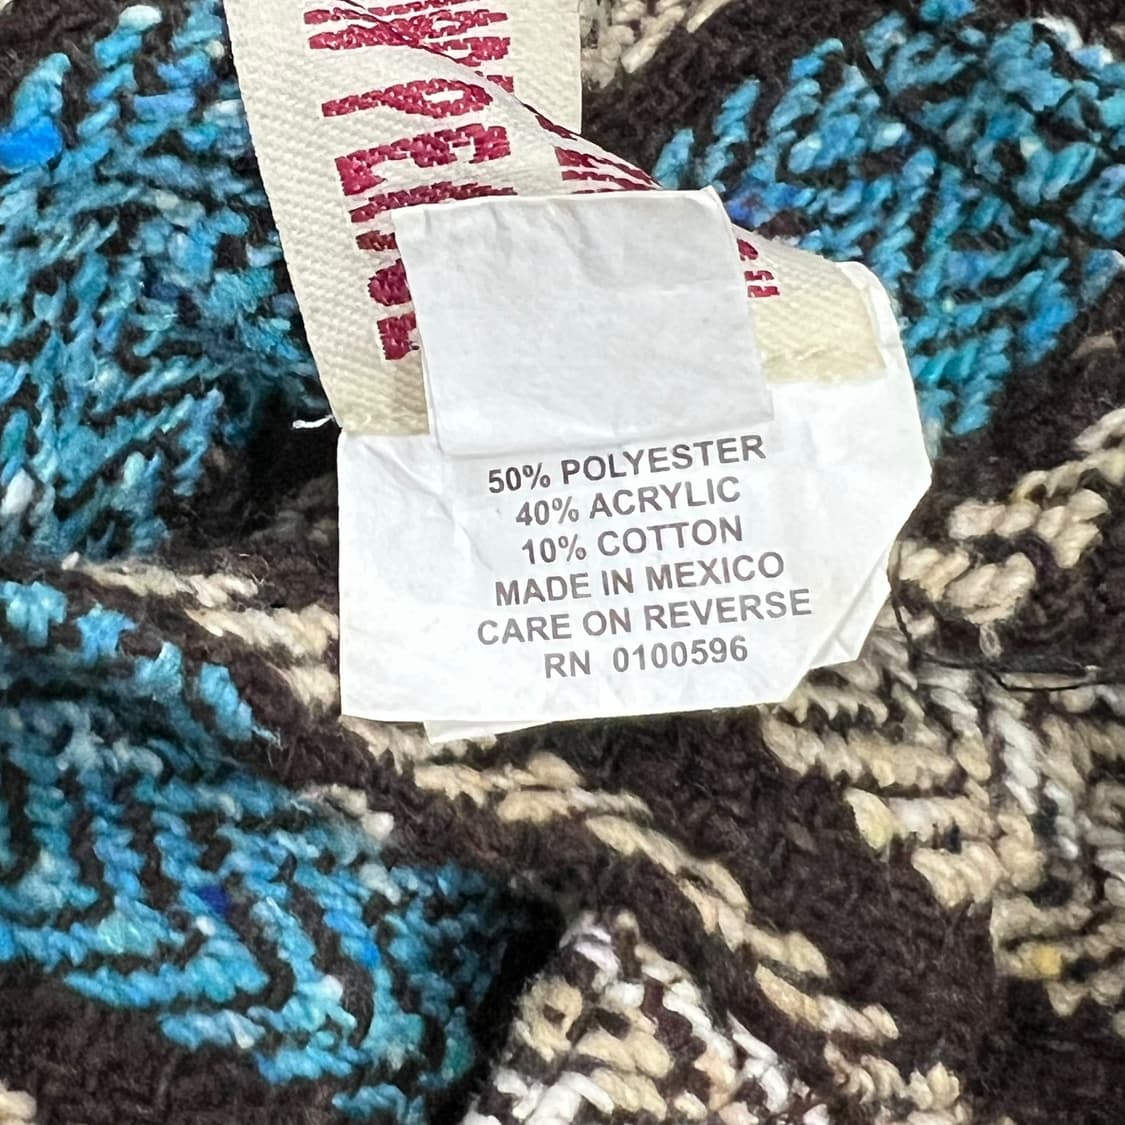 50% POLYESTER
40% ACRYLIC
10% COTTON
MADE IN MEXICO
CARE ON REVERSE
RN 0100596